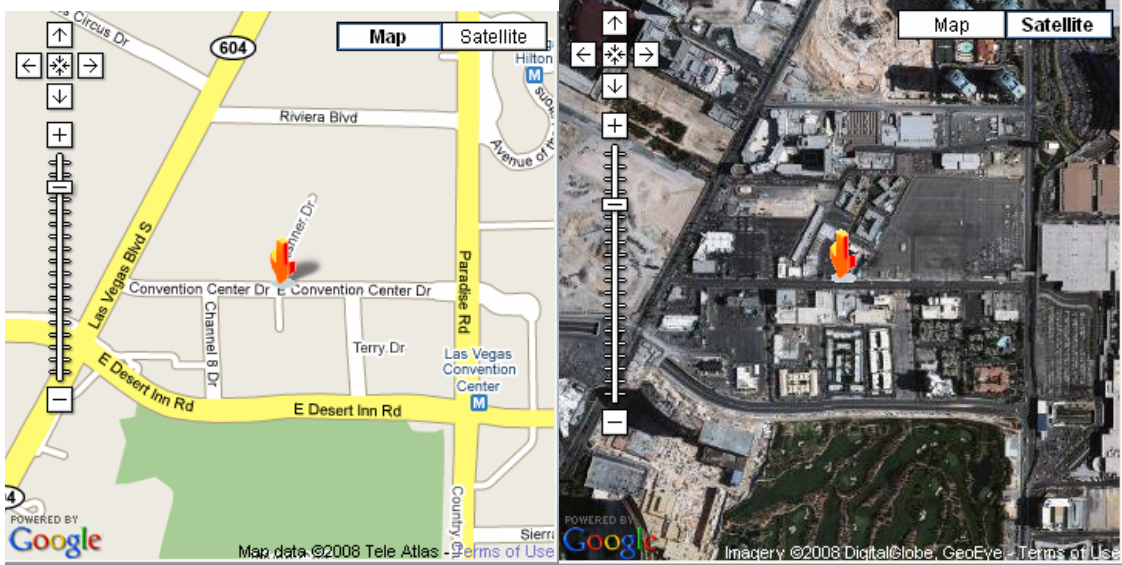 s Circus Dr
604
Map
Satellite
Hilton
M
Riviera Blvd
Avenue of the
Las Vegas Blvd S
Convention Center Dr
E Convention Center Dr
Paradise Rd
Channel 8 Dr
Terry Dr
Las Vegas
Convention
Center
M
E Desert Inn Rd
E Desert Inn Rd
Country
Sierra
POWERED BY
Google
Map data ©2008 Tele Atlas - Terms of Use
Map
Satellite
POWERED BY
Google
Imagery ©2008 DigitalGlobe, GeoEye - Terms of Use